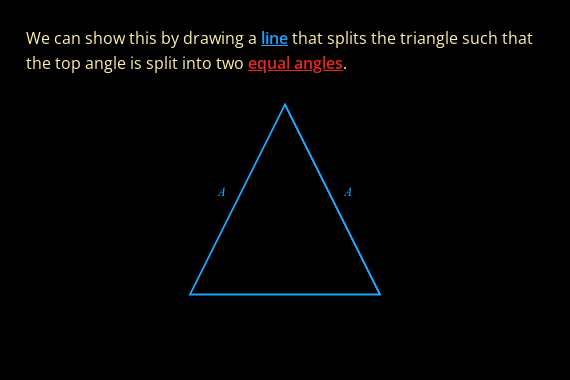 We can show this by drawing a line that splits the triangle such that
the top angle is split into two equal angles.
A A